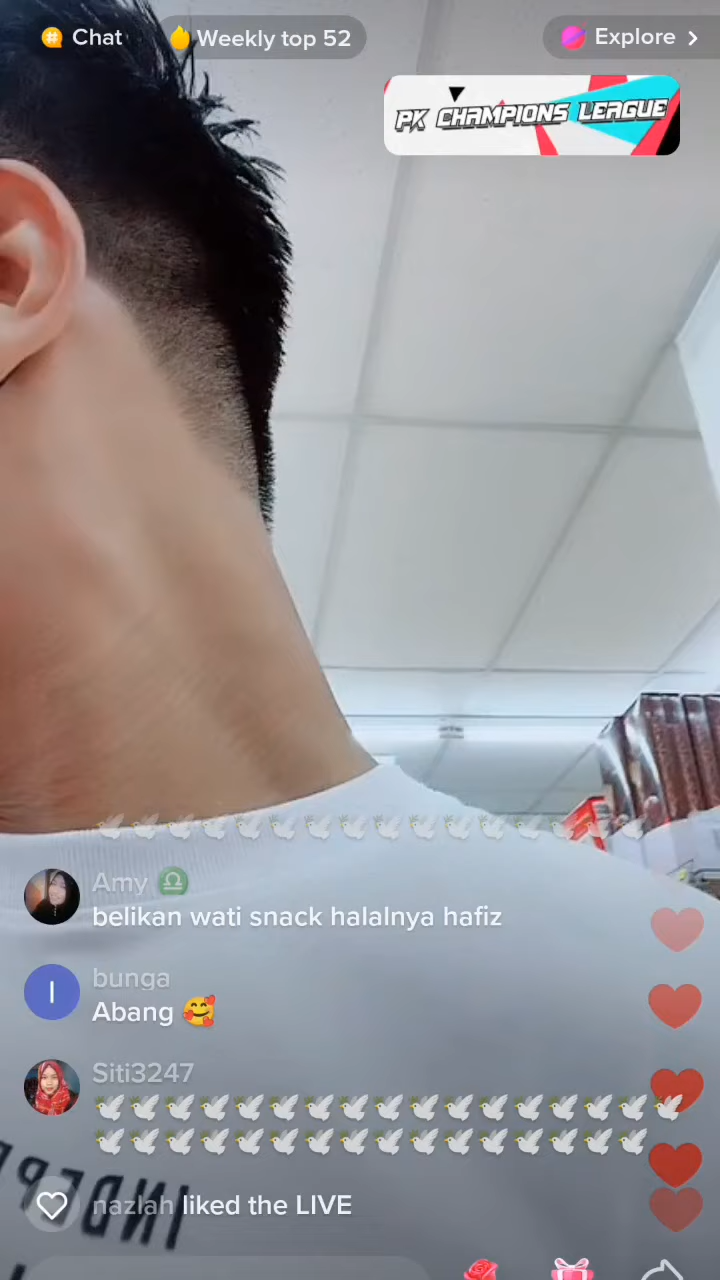 Chat
Weekly top 52
Explore
PK CHAMPIONS LEAGUE
🕊🕊🕊🕊🕊🕊🕊🕊🕊🕊🕊🕊🕊🕊🕊🕊
Amy ♎
belikan wati snack halalnya hafiz
I
bunga
Abang 🥰
Siti3247
🕊🕊🕊🕊🕊🕊🕊🕊🕊🕊🕊🕊🕊🕊🕊🕊🕊
🕊🕊🕊🕊🕊🕊🕊🕊🕊🕊🕊🕊🕊🕊🕊🕊
nazlah liked the LIVE